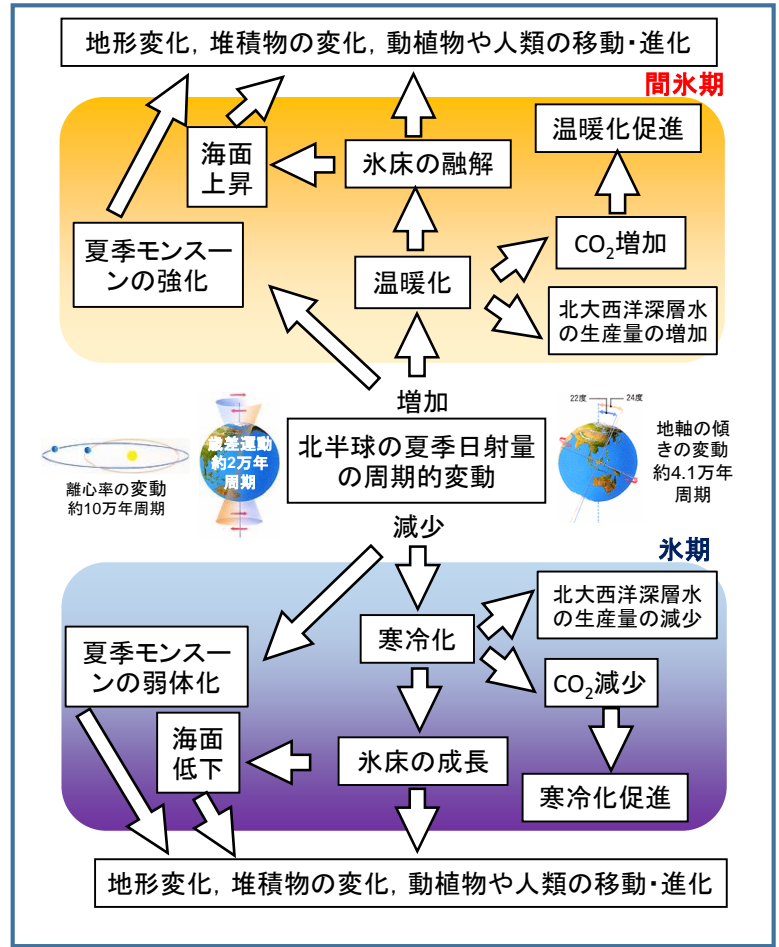 地形変化，堆積物の変化，動植物や人類の移動・進化
間氷期
海面
上昇
氷床の融解
温暖化促進
夏季モンスー
ンの強化
温暖化
CO₂増加
北大西洋深層水
の生産量の増加
増加
離心率の変動
約10万年周期
歳差運動
約2万年
周期
北半球の夏季日射量
の周期的変動
22度
24度
地軸の傾
きの変動
約4.1万年
周期
減少
氷期
夏季モンスー
ンの弱体化
寒冷化
北大西洋深層水
の生産量の減少
CO₂減少
海面
低下
氷床の成長
寒冷化促進
地形変化，堆積物の変化，動植物や人類の移動・進化